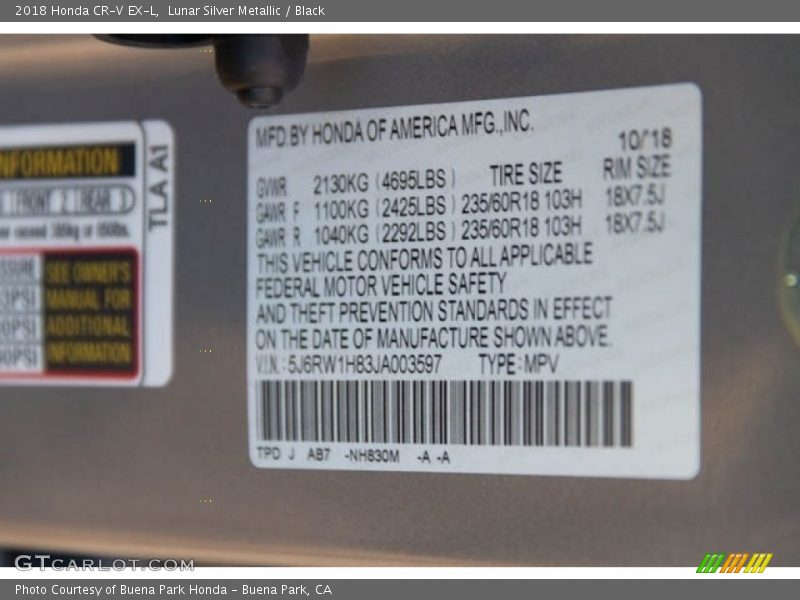 2018 Honda CR-V EX-L,  Lunar Silver Metallic / Black
MFD.BY HONDA OF AMERICA MFG.,INC.
10/'18
GVWR 2130KG (4695LBS) TIRE SIZE RIM SIZE
GAWR F 1100KG (2425LBS) 235/60R18 103H 18X7.5J
GAWR R 1040KG (2292LBS) 235/60R18 103H 18X7.5J
THIS VEHICLE CONFORMS TO ALL APPLICABLE
FEDERAL MOTOR VEHICLE SAFETY
AND THEFT PREVENTION STANDARDS IN EFFECT
ON THE DATE OF MANUFACTURE SHOWN ABOVE.
V.I.N.:5J6RW1H83JA003597 TYPE:MPV
TPD J AB7 -NH830M -A -A
NFORMATION
FRONT 2 REAR
TLA A1
SSURE
SEE OWNER'S
MANUAL FOR
ADDITIONAL
INFORMATION
GTCARLOT.COM
Photo Courtesy of Buena Park Honda - Buena Park, CA